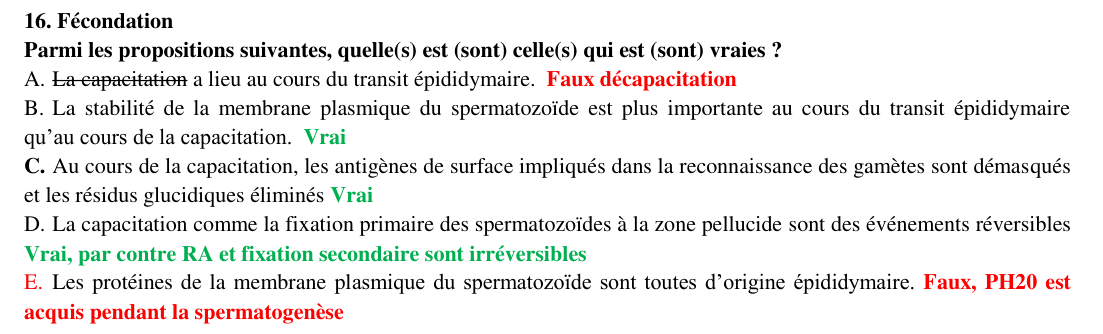 16. Fécondation
Parmi les propositions suivantes, quelle(s) est (sont) celle(s) qui est (sont) vraies ?
A. La capacitation a lieu au cours du transit épididymaire. Faux décapacitation
B. La stabilité de la membrane plasmique du spermatozoïde est plus importante au cours du transit épididymaire
qu'au cours de la capacitation. Vrai
C. Au cours de la capacitation, les antigènes de surface impliqués dans la reconnaissance des gamètes sont démasqués
et les résidus glucidiques éliminés Vrai
D. La capacitation comme la fixation primaire des spermatozoïdes à la zone pellucide sont des événements réversibles
Vrai, par contre RA et fixation secondaire sont irréversibles
E. Les protéines de la membrane plasmique du spermatozoïde sont toutes d'origine épididymaire. Faux, PH20 est
acquis pendant la spermatogenèse